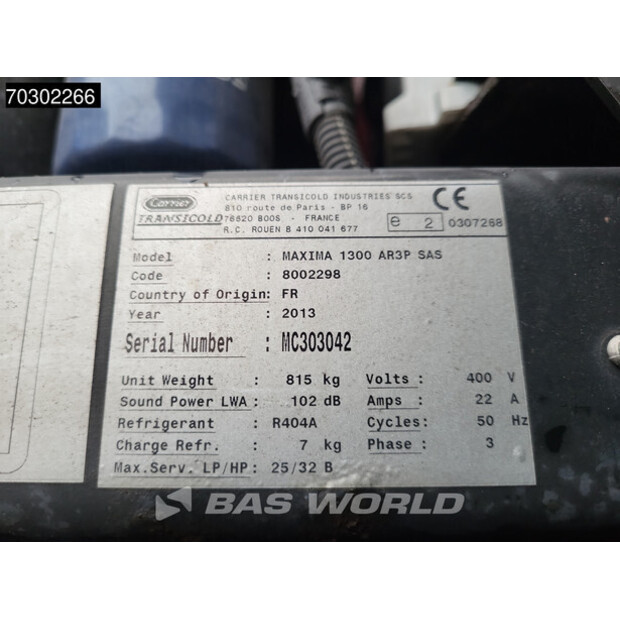 70302266
Carrier
TRANSICOLD
CARRIER TRANSICOLD INDUSTRIES SCS
810 route de Paris - BP 16
76520 BOOS - FRANCE
R.C. ROUEN B 410 041 677
CE
e 2 0307268
Model : MAXIMA 1300 AR3P SAS
Code : 8002298
Country of Origin: FR
Year : 2013
Serial Number : MC303042
Unit Weight : 815 kg Volts : 400 V
Sound Power LWA : 102 dB Amps : 22 A
Refrigerant : R404A Cycles: 50 Hz
Charge Refr. : 7 kg Phase : 3
Max.Serv. LP/HP: 25/32 B
BAS WORLD